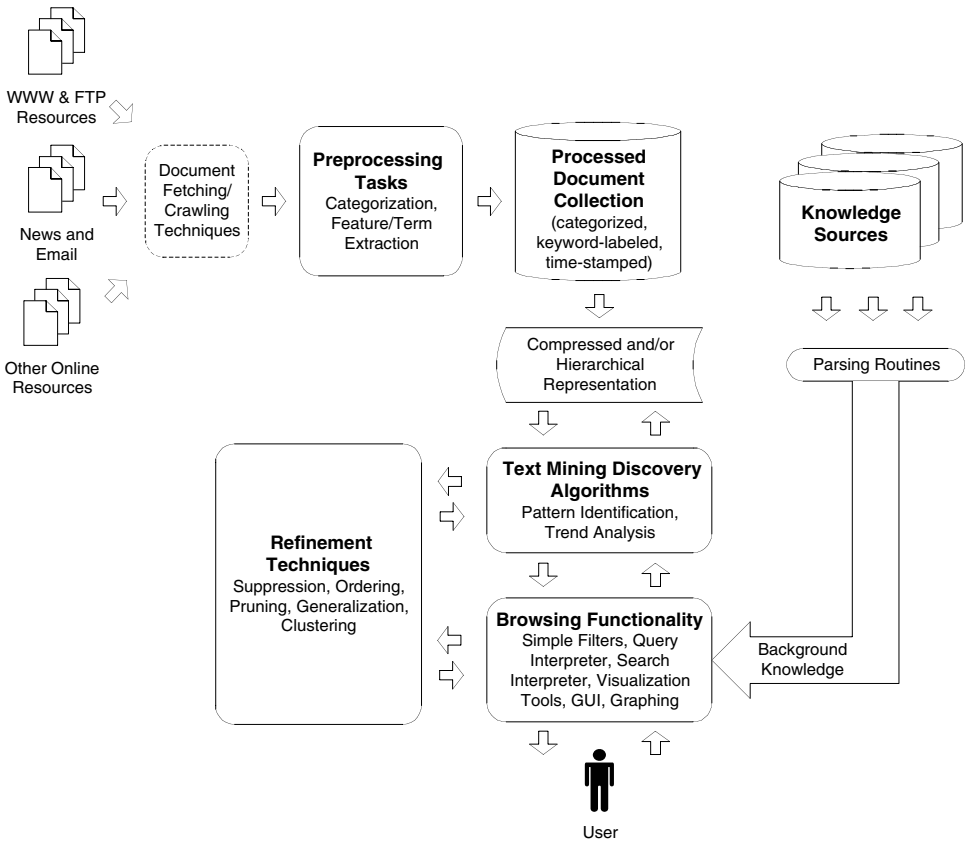 WWW & FTP
Resources
News and
Email
Other Online
Resources
Document
Fetching/
Crawling
Techniques
Preprocessing
Tasks
Categorization,
Feature/Term
Extraction
Processed
Document
Collection
(categorized,
keyword-labeled,
time-stamped)
Knowledge
Sources
Compressed and/or
Hierarchical
Representation
Parsing Routines
Text Mining Discovery
Algorithms
Pattern Identification,
Trend Analysis
Refinement
Techniques
Suppression, Ordering,
Pruning, Generalization,
Clustering
Browsing Functionality
Simple Filters, Query
Interpreter, Search
Interpreter, Visualization
Tools, GUI, Graphing
Background
Knowledge
User